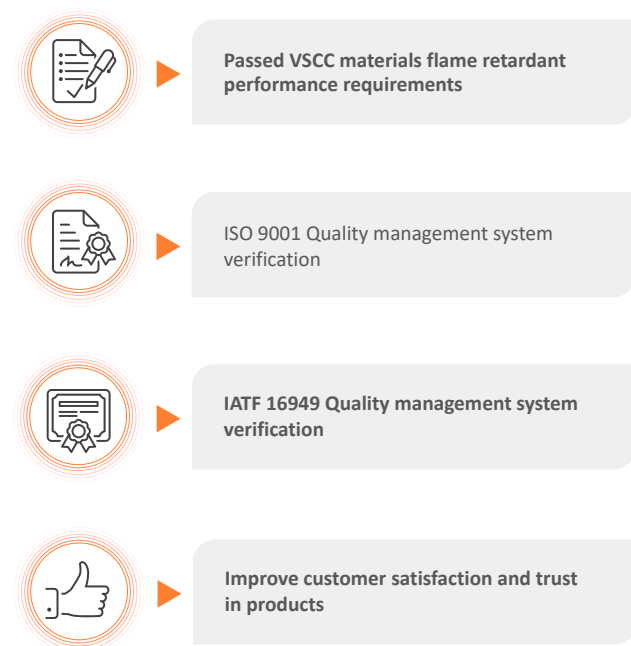 Passed VSCC materials flame retardant
performance requirements
ISO 9001 Quality management system
verification
IATF 16949 Quality management system
verification
Improve customer satisfaction and trust
in products